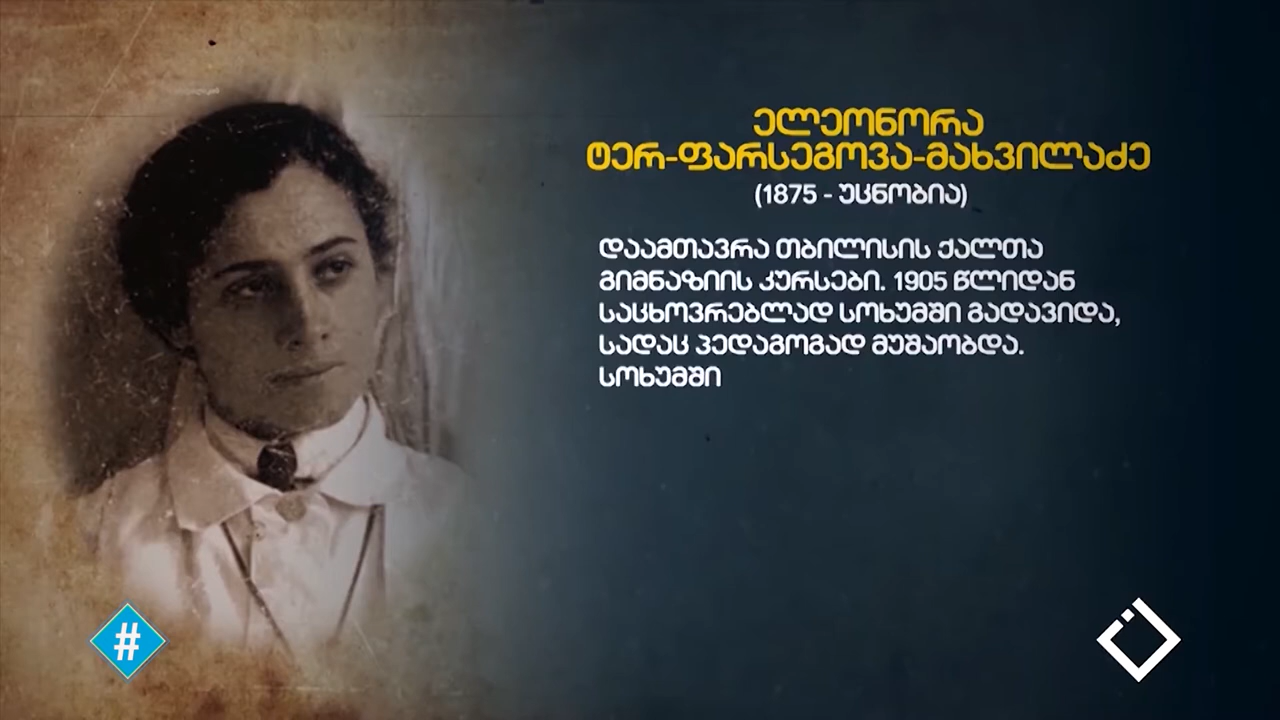 ელეონორა
ტერ-ფარსეგოვა-მახვილაძე
(1875 - უცნობია)
დაამთავრა თბილისის ქალთა
გიმნაზიის კურსები. 1905 წლიდან
საცხოვრებლად სოხუმში გადავიდა,
სადაც პედაგოგად მუშაობდა.
სოხუმში
#